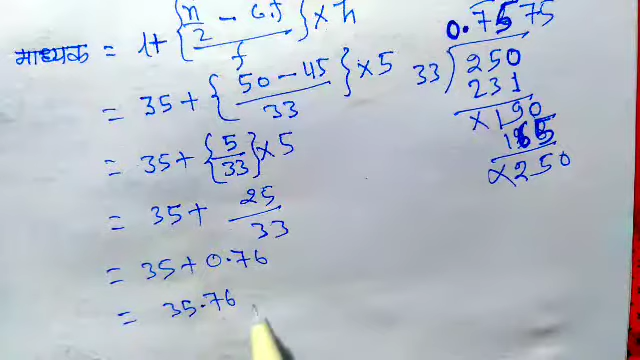 माध्यक = l + { n/2 - c.f / f } × h
= 35 + { 50 - 45 / 33 } × 5
= 35 + { 5/33 } × 5
= 35 + 25/33
= 35 + 0.76
= 35.76
0.7575
33 ) 250
231
×190
165
×250